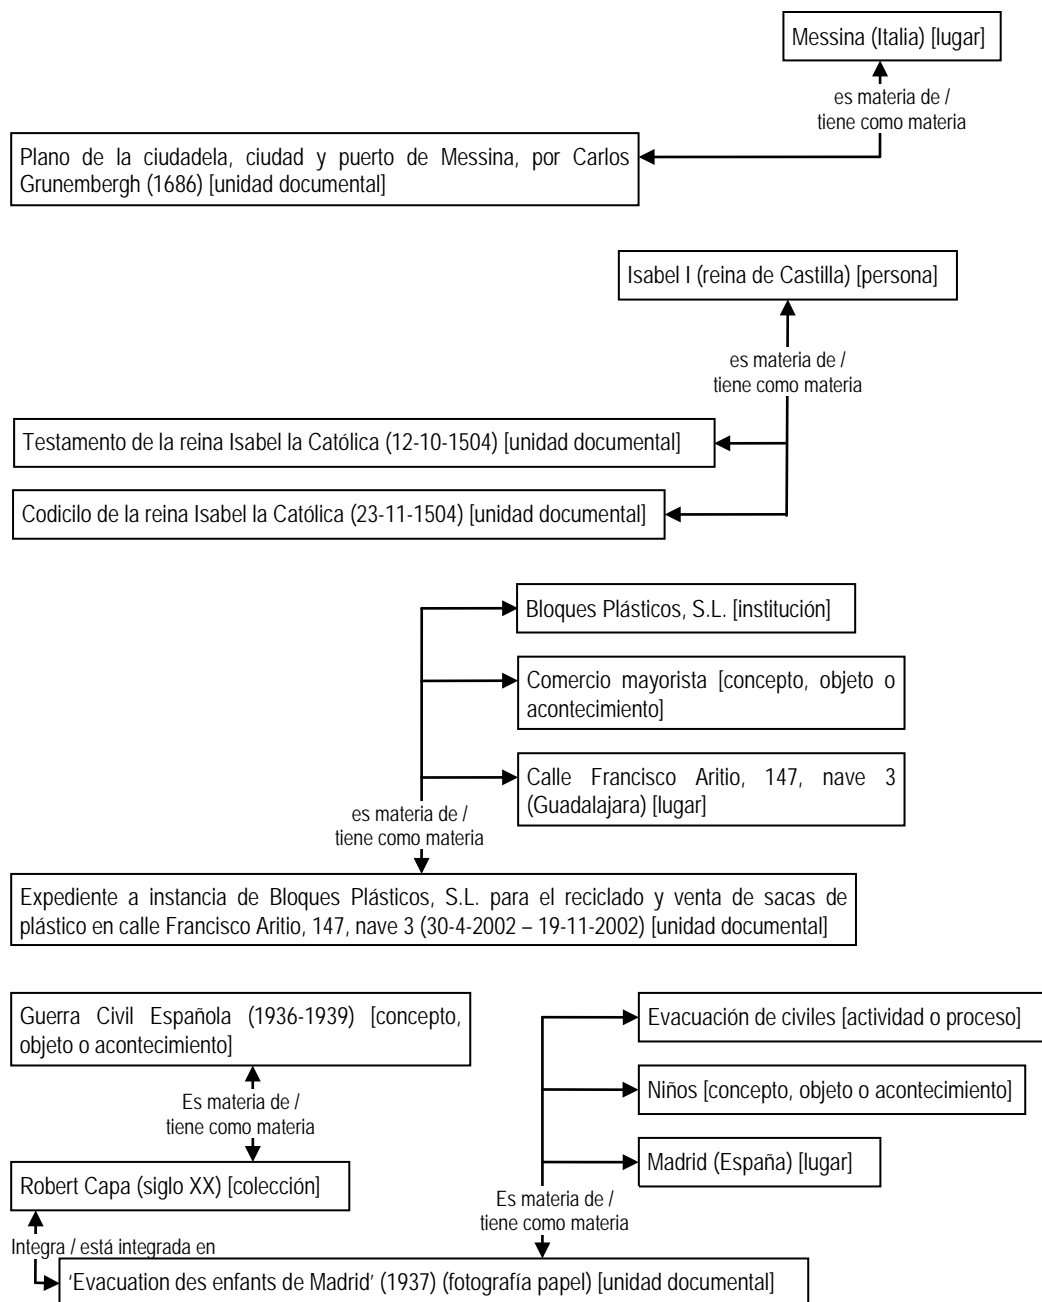 Messina (Italia) [lugar]
es materia de /
tiene como materia
Plano de la ciudadela, ciudad y puerto de Messina, por Carlos
Grunembergh (1686) [unidad documental]
Isabel I (reina de Castilla) [persona]
es materia de /
tiene como materia
Testamento de la reina Isabel la Católica (12-10-1504) [unidad documental]
Codicilo de la reina Isabel la Católica (23-11-1504) [unidad documental]
Bloques Plásticos, S.L. [institución]
Comercio mayorista [concepto, objeto o
acontecimiento]
Calle Francisco Aritio, 147, nave 3
(Guadalajara) [lugar]
es materia de /
tiene como materia
Expediente a instancia de Bloques Plásticos, S.L. para el reciclado y venta de sacas de
plástico en calle Francisco Aritio, 147, nave 3 (30-4-2002 – 19-11-2002) [unidad documental]
Guerra Civil Española (1936-1939) [concepto,
objeto o acontecimiento]
Es materia de /
tiene como materia
Robert Capa (siglo XX) [colección]
Integra / está integrada en
Evacuación de civiles [actividad o proceso]
Niños [concepto, objeto o acontecimiento]
Madrid (España) [lugar]
Es materia de /
tiene como materia
'Evacuation des enfants de Madrid' (1937) (fotografía papel) [unidad documental]